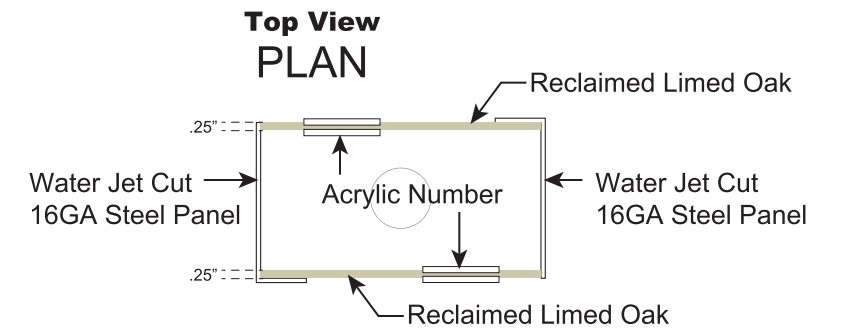 Top View
PLAN
Reclaimed Limed Oak
.25"
Water Jet Cut
16GA Steel Panel
Acrylic Number
Water Jet Cut
16GA Steel Panel
.25"
Reclaimed Limed Oak